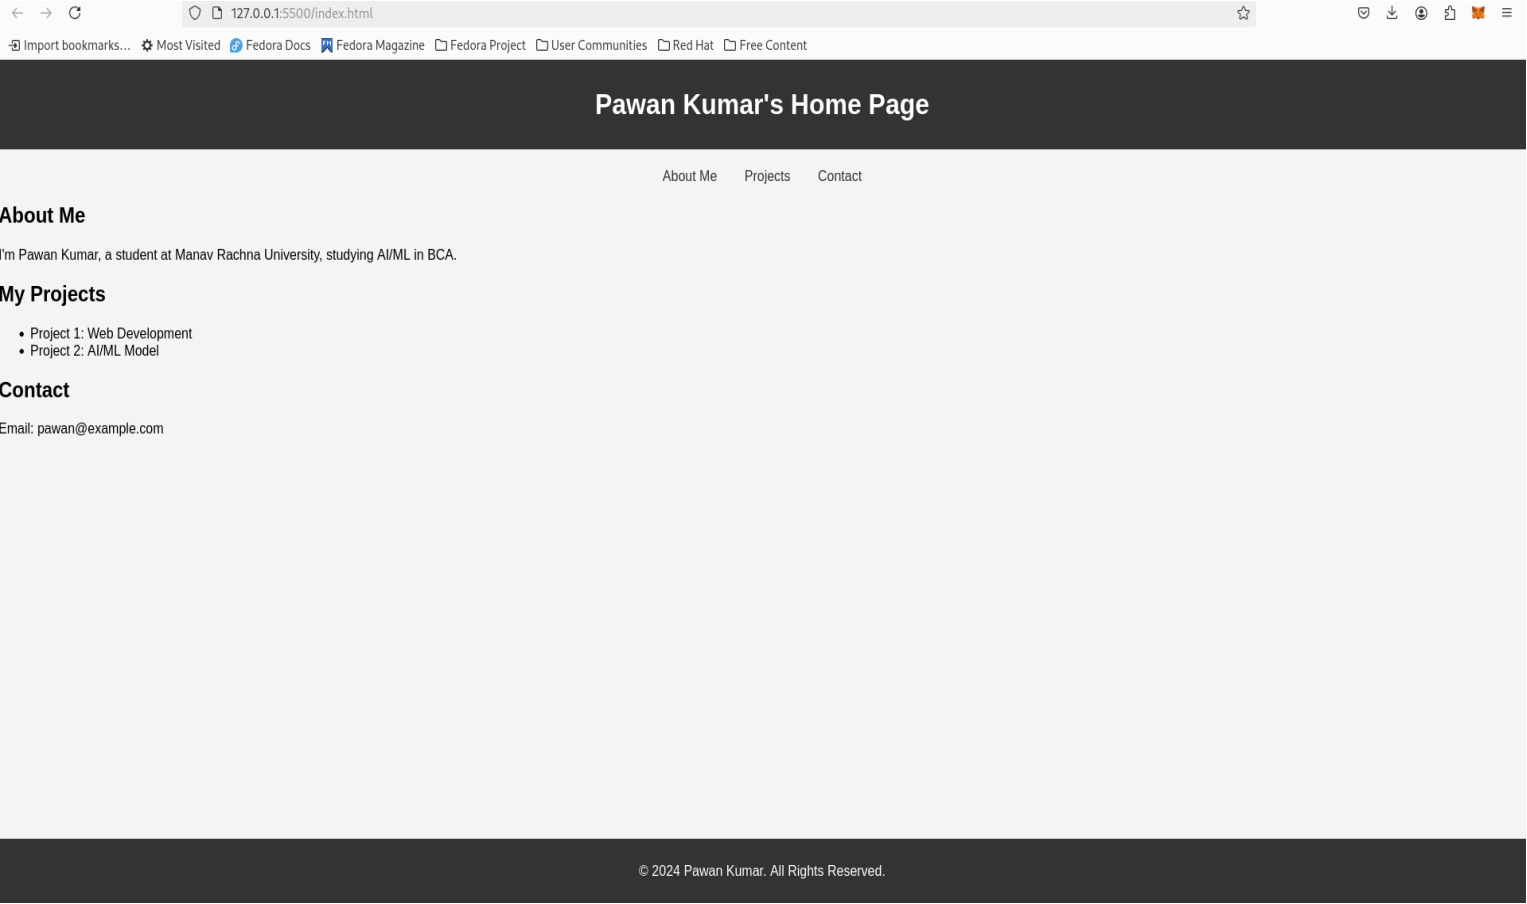 127.0.0.1:5500/index.html
Import bookmarks... Most Visited Fedora Docs Fedora Magazine Fedora Project User Communities Red Hat Free Content
Pawan Kumar's Home Page
About Me Projects Contact
About Me
I'm Pawan Kumar, a student at Manav Rachna University, studying AI/ML in BCA.
My Projects
• Project 1: Web Development
• Project 2: AI/ML Model
Contact
Email: pawan@example.com
© 2024 Pawan Kumar. All Rights Reserved.